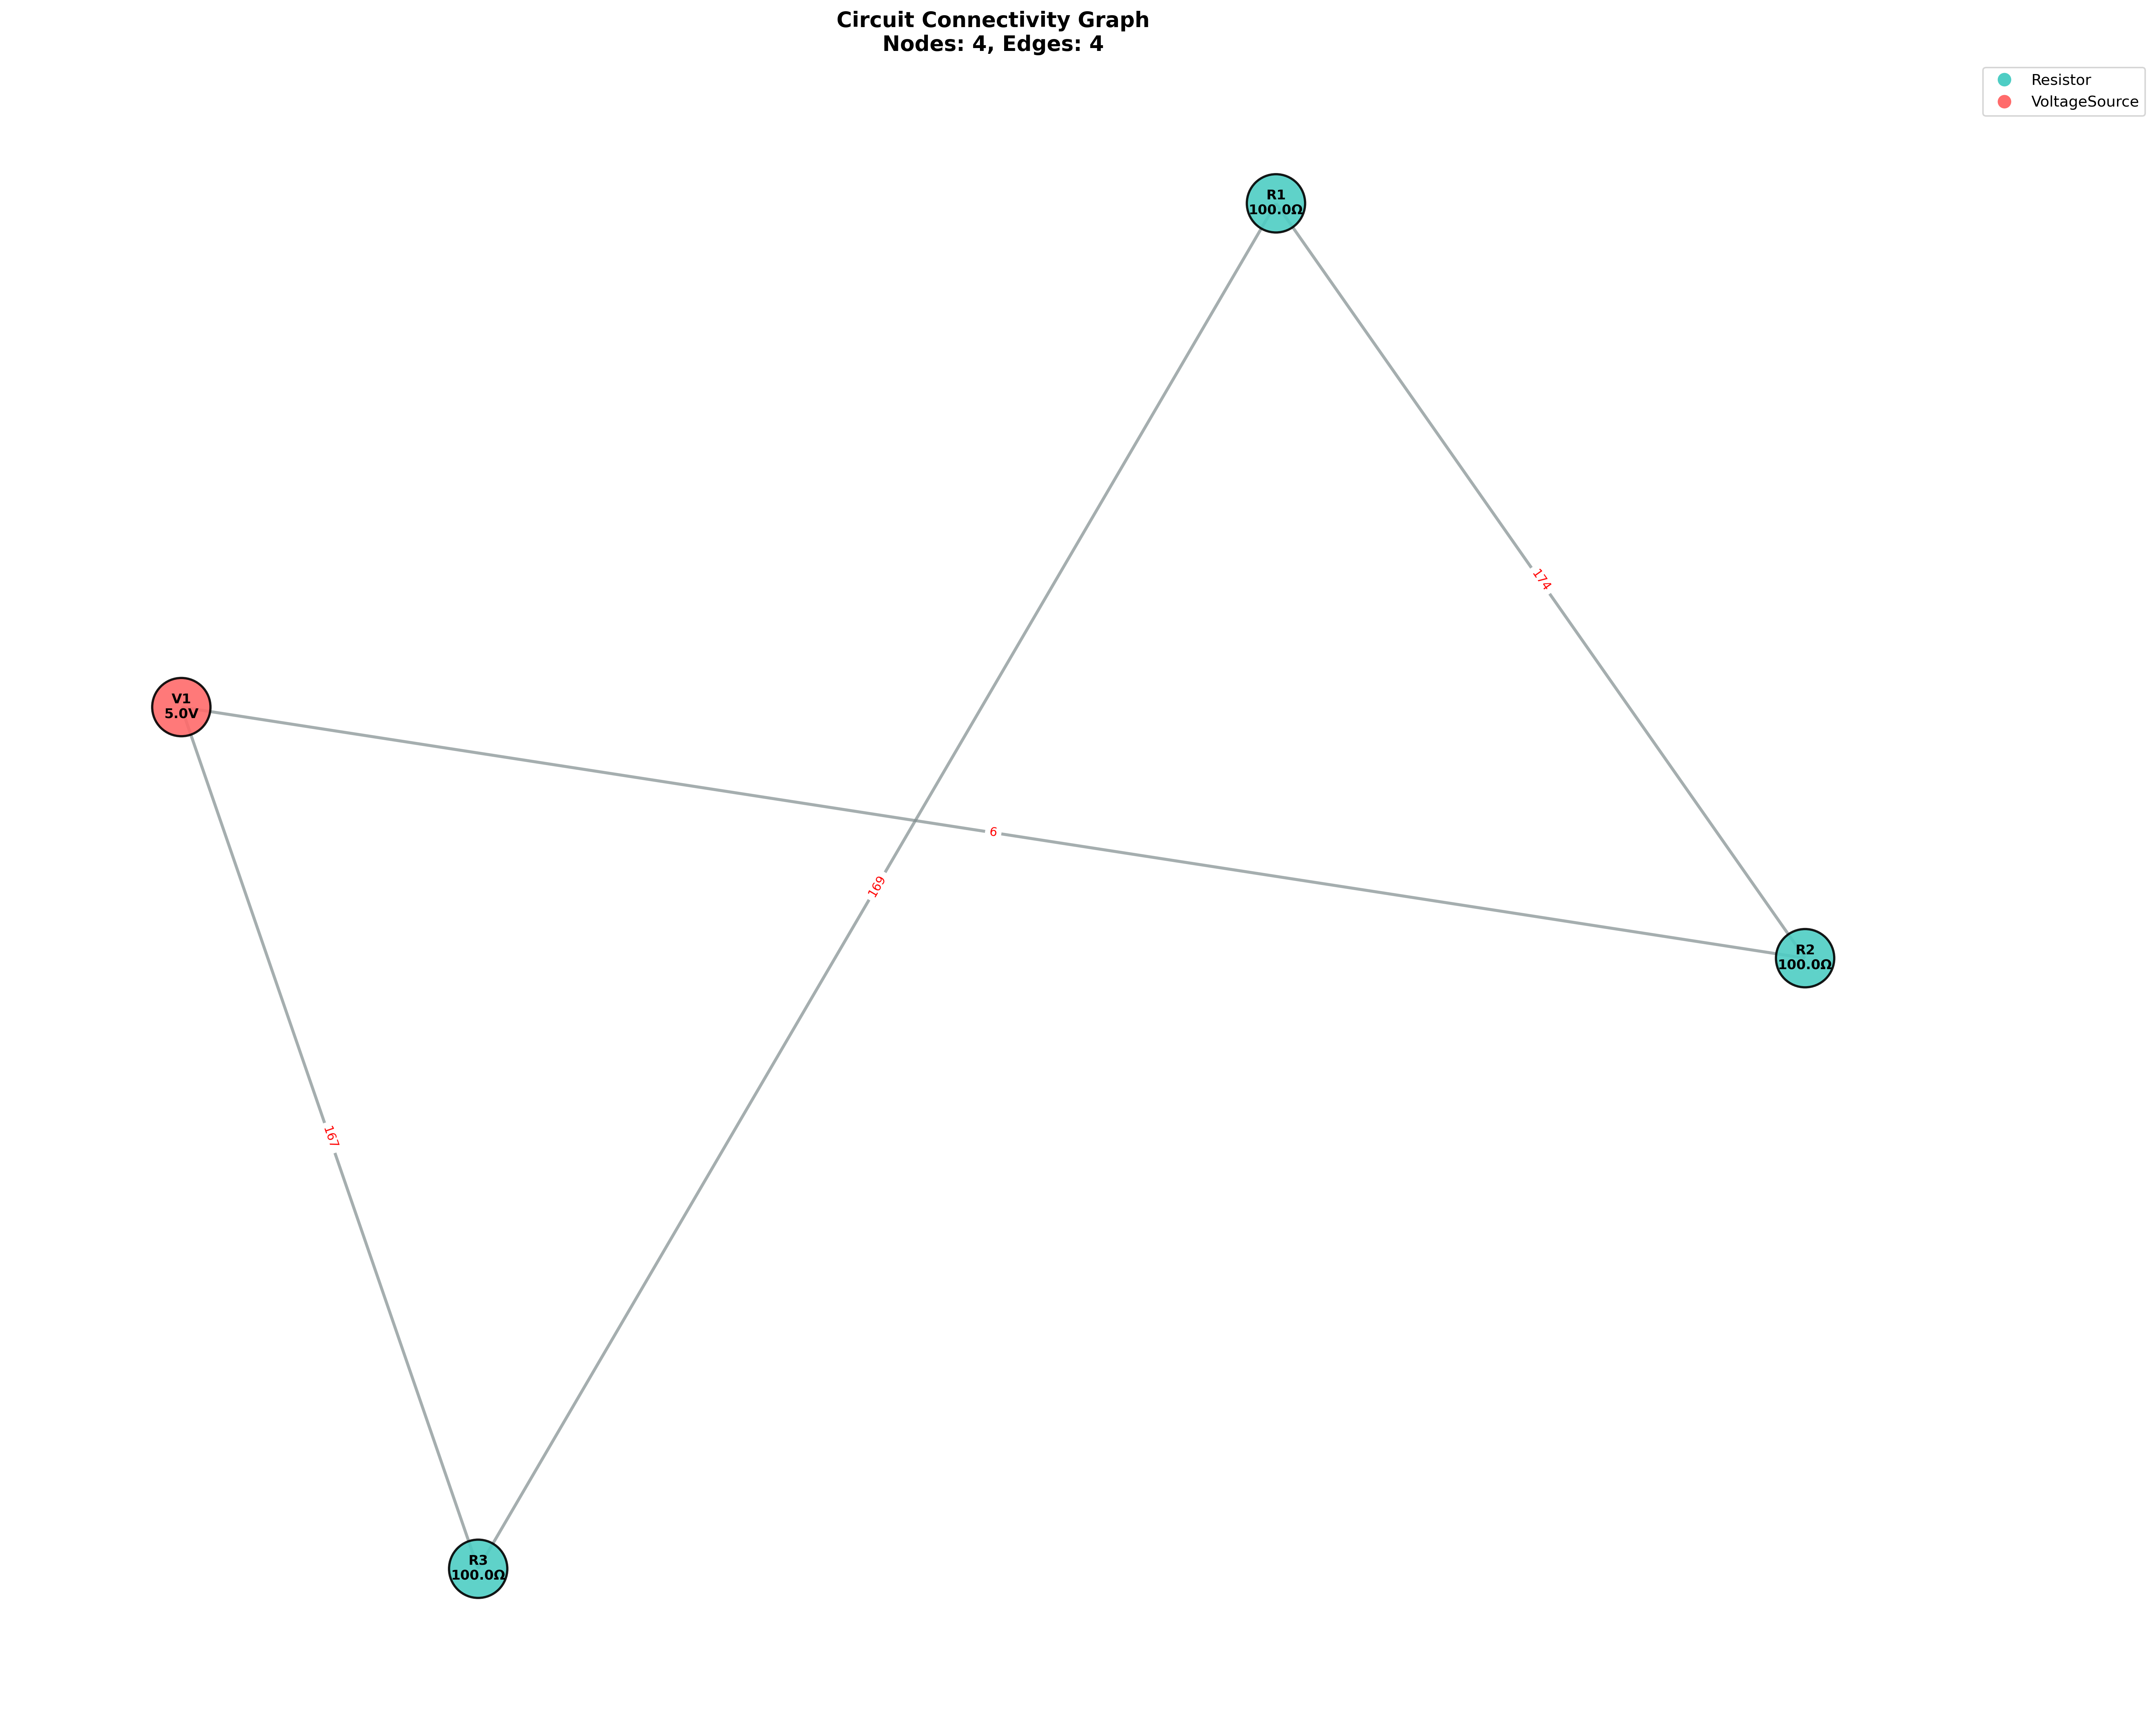 Circuit Connectivity Graph
Nodes: 4, Edges: 4
Resistor
VoltageSource
R1
100.0Ω
174
V1
5.0V
6
169
R2
100.0Ω
167
R3
100.0Ω